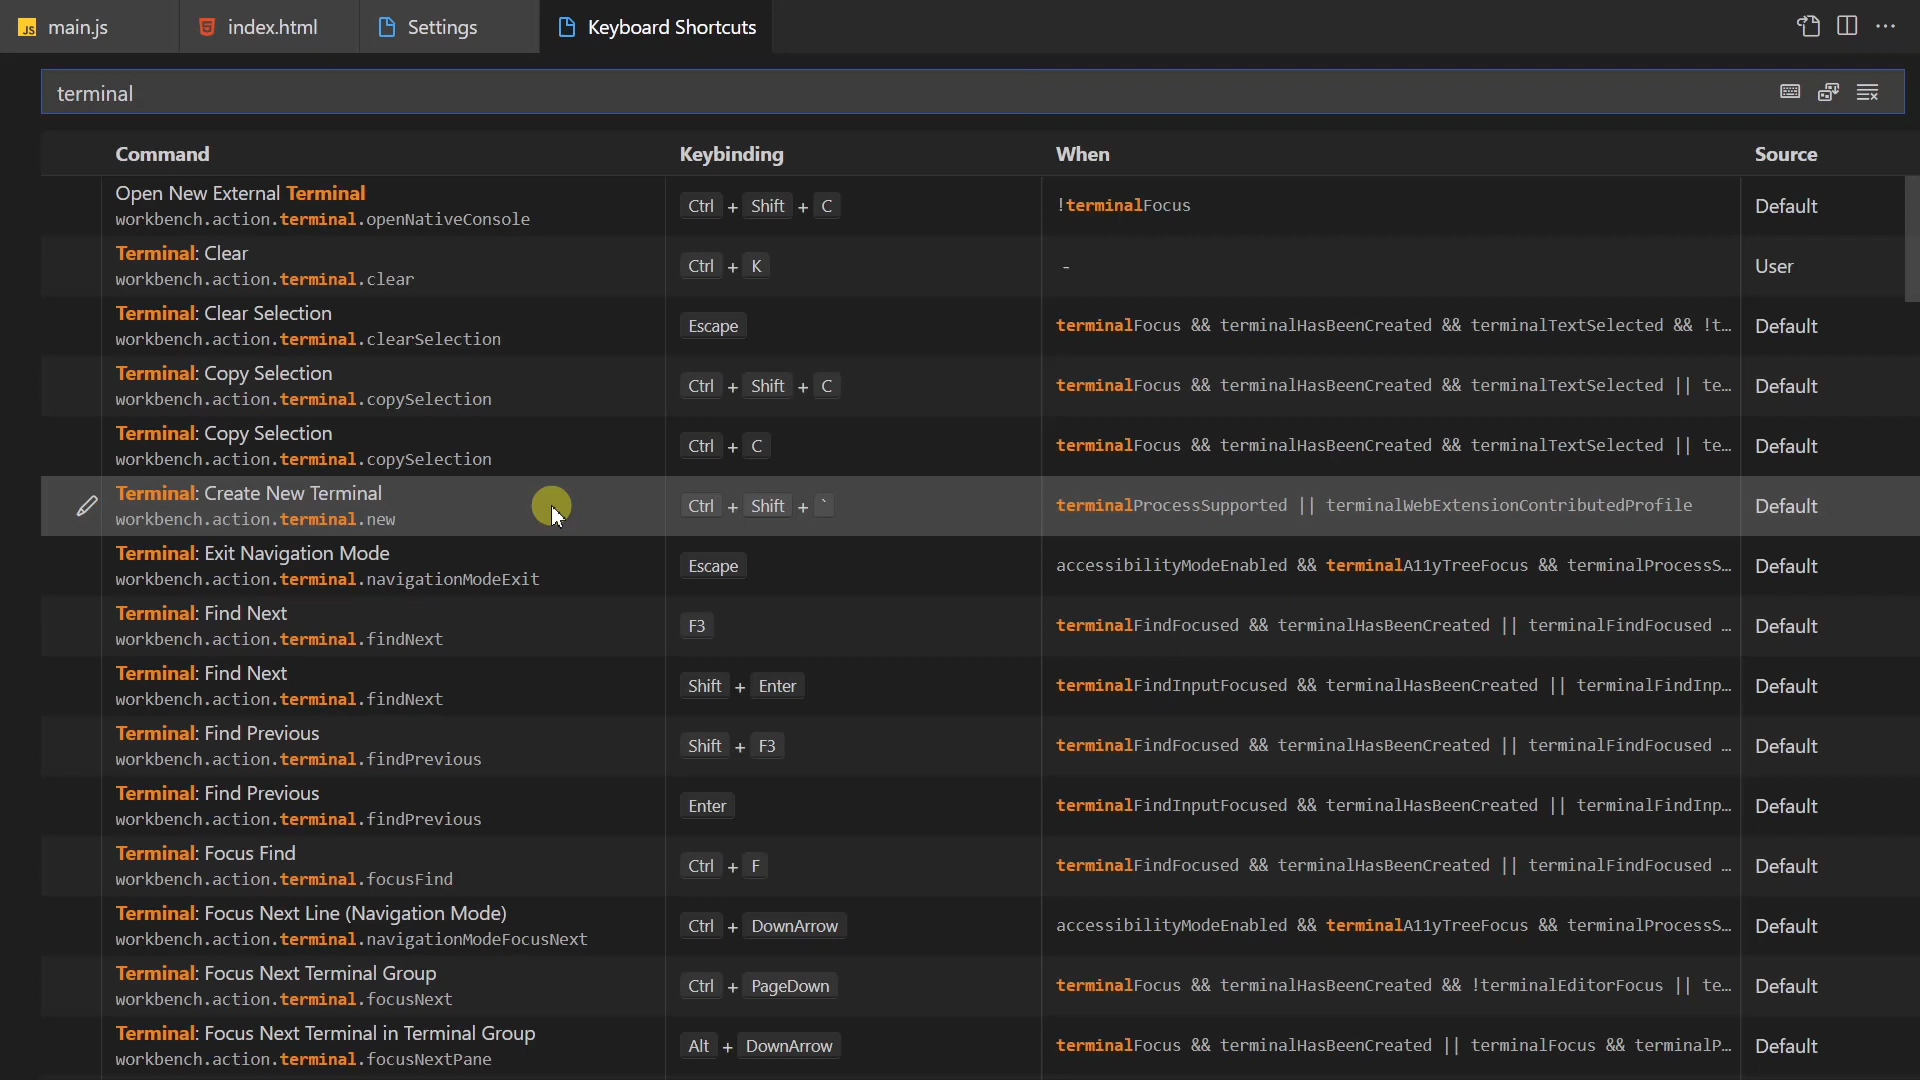 main.js
index.html
Settings
Keyboard Shortcuts
terminal
Command Keybinding When Source
Open New External Terminal
workbench.action.terminal.openNativeConsole
Ctrl + Shift + C
!terminalFocus
Default
Terminal: Clear
workbench.action.terminal.clear
Ctrl + K
-
User
Terminal: Clear Selection
workbench.action.terminal.clearSelection
Escape
terminalFocus && terminalHasBeenCreated && terminalTextSelected && !t...
Default
Terminal: Copy Selection
workbench.action.terminal.copySelection
Ctrl + Shift + C
terminalFocus && terminalHasBeenCreated && terminalTextSelected || te...
Default
Terminal: Copy Selection
workbench.action.terminal.copySelection
Ctrl + C
terminalFocus && terminalHasBeenCreated && terminalTextSelected || te...
Default
Terminal: Create New Terminal
workbench.action.terminal.new
Ctrl + Shift + `
terminalProcessSupported || terminalWebExtensionContributedProfile
Default
Terminal: Exit Navigation Mode
workbench.action.terminal.navigationModeExit
Escape
accessibilityModeEnabled && terminalA11yTreeFocus && terminalProcessS...
Default
Terminal: Find Next
workbench.action.terminal.findNext
F3
terminalFindFocused && terminalHasBeenCreated || terminalFindFocused ...
Default
Terminal: Find Next
workbench.action.terminal.findNext
Shift + Enter
terminalFindInputFocused && terminalHasBeenCreated || terminalFindInp...
Default
Terminal: Find Previous
workbench.action.terminal.findPrevious
Shift + F3
terminalFindFocused && terminalHasBeenCreated || terminalFindFocused ...
Default
Terminal: Find Previous
workbench.action.terminal.findPrevious
Enter
terminalFindInputFocused && terminalHasBeenCreated || terminalFindInp...
Default
Terminal: Focus Find
workbench.action.terminal.focusFind
Ctrl + F
terminalFindFocused && terminalHasBeenCreated || terminalFindFocused ...
Default
Terminal: Focus Next Line (Navigation Mode)
workbench.action.terminal.navigationModeFocusNext
Ctrl + DownArrow
accessibilityModeEnabled && terminalA11yTreeFocus && terminalProcessS...
Default
Terminal: Focus Next Terminal Group
workbench.action.terminal.focusNext
Ctrl + PageDown
terminalFocus && terminalHasBeenCreated && !terminalEditorFocus || te...
Default
Terminal: Focus Next Terminal in Terminal Group
workbench.action.terminal.focusNextPane
Alt + DownArrow
terminalFocus && terminalHasBeenCreated || terminalFocus && terminalP...
Default